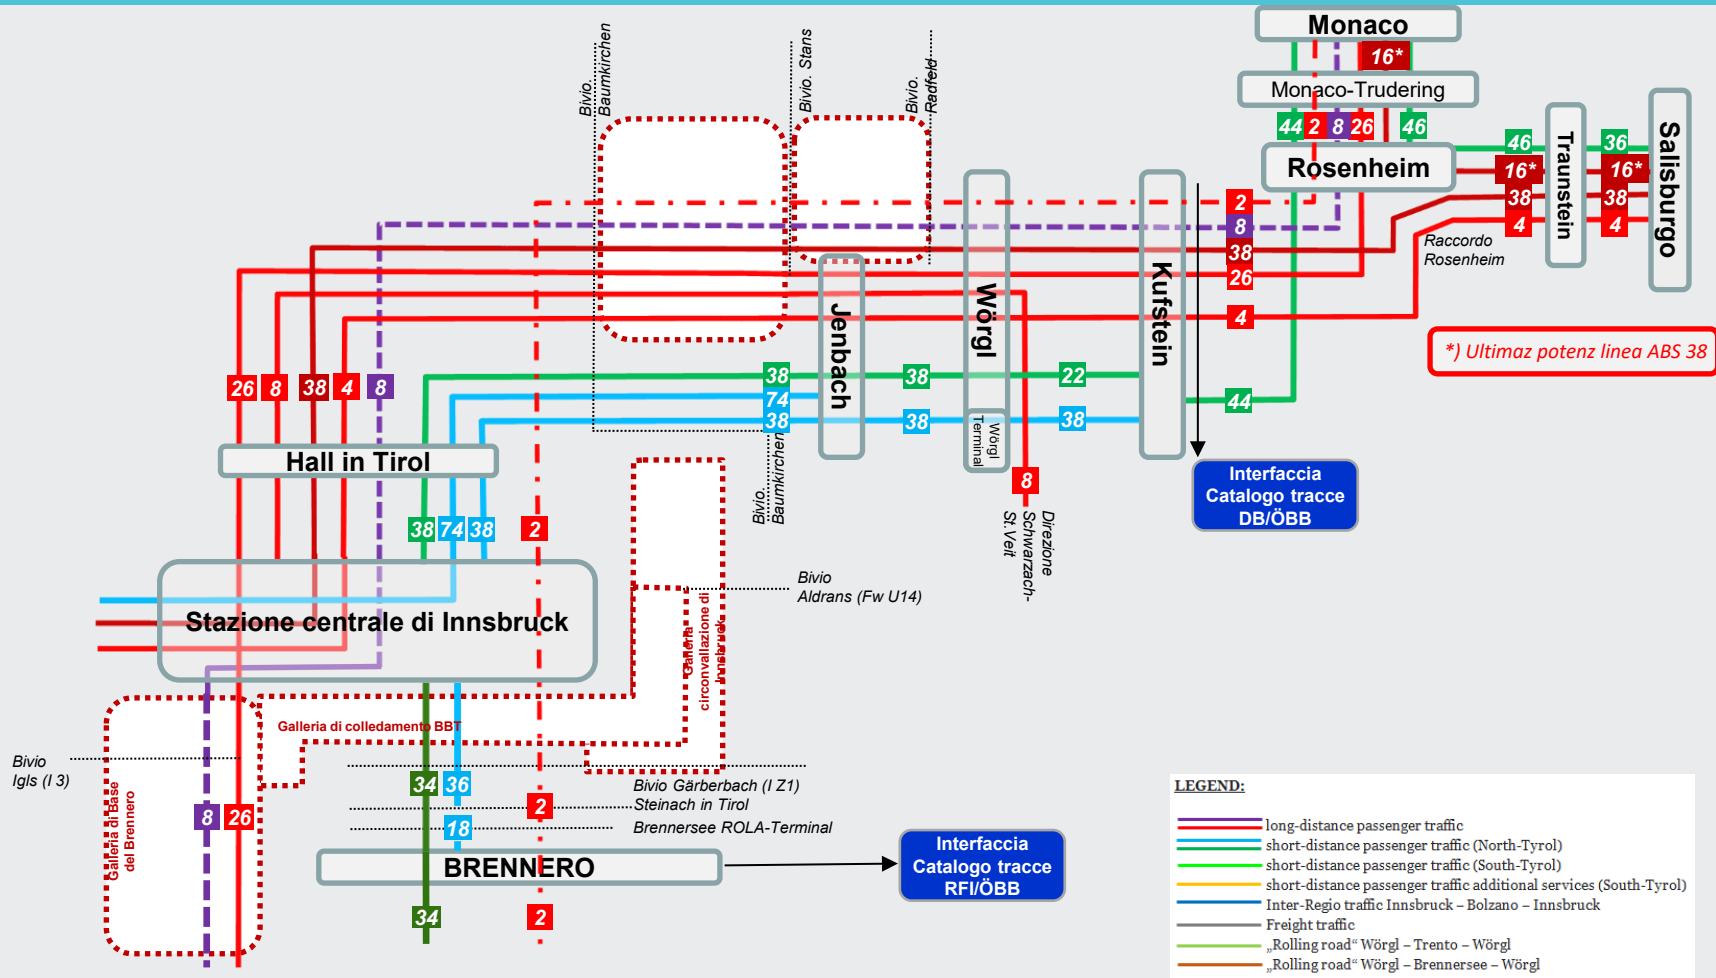 Monaco
16*
Monaco-Trudering
44 2 8 26 46
Rosenheim
46 36
16* 16*
38 38
4 4
Traunstein
Salisburgo
Raccordo
Rosenheim
*) Ultimaz potenz linea ABS 38
Bivio.
Baumkirchen
Bivio. Stans
Bivio.
Radfeld
2
8
38
26
4
44
Jenbach
Wörgl
Wörgl
Terminal
Kufstein
26 8 38 4 8
38 38 22
74
38 38 38
Hall in Tirol
38 74 38 2
Bivio.
Baumkirchen
8
Direzione
Schwarzach-
St.Veit
Interfaccia
Catalogo tracce
DB/ÖBB
Stazione centrale di Innsbruck
Bivio
Aldrans (Fw U14)
Galleria
circonvallazione di
Innsbruck
Galleria di colledamento BBT
Bivio
Igls (I 3)
Galleria di Base
del Brennero
8 26
34 36
Bivio Gärberbach (I Z1)
2
Steinach in Tirol
18
Brennersee ROLA-Terminal
BRENNERO
Interfaccia
Catalogo tracce
RFI/ÖBB
34 2
LEGEND:
long-distance passenger traffic
short-distance passenger traffic (North-Tyrol)
short-distance passenger traffic (South-Tyrol)
short-distance passenger traffic additional services (South-Tyrol)
Inter-Regio traffic Innsbruck – Bolzano – Innsbruck
Freight traffic
„Rolling road“ Wörgl – Trento – Wörgl
„Rolling road“ Wörgl – Brennersee – Wörgl